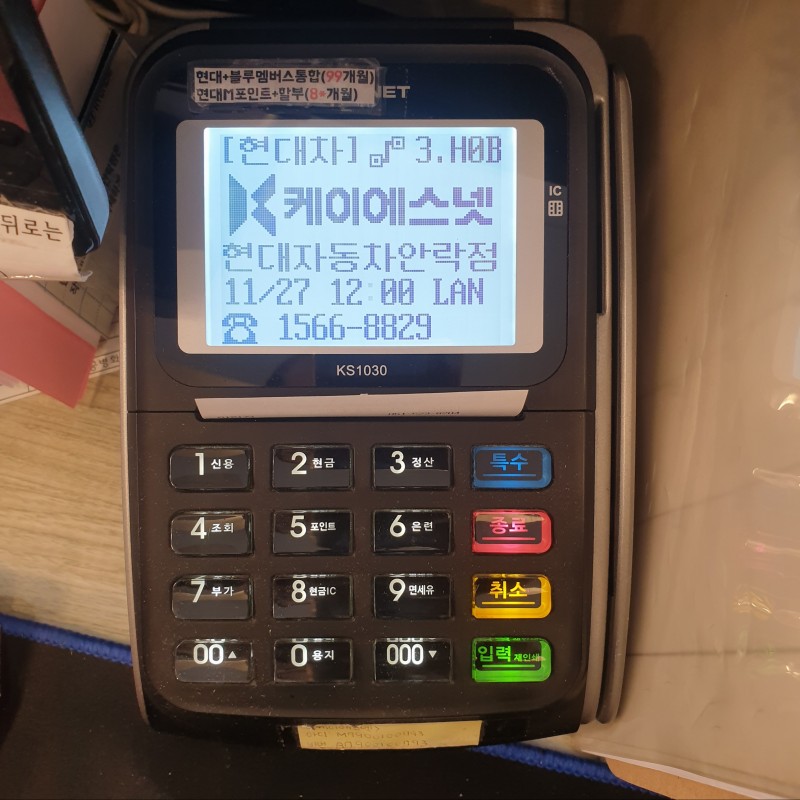 현대+블루멤버스통합(99개월)
현대M포인트+할부(8*개월)
NET
[현대차] 3.H0B
케이에스넷
현대자동차안락점
11/27 12:00 LAN
☎ 1566-8829
IC
KS1030
뒤로는
1 신용 2 현금 3 정산 특수
4 조회 5 포인트 6 은련 종료
7 부가 8 현금IC 9 면세유 취소
00 ▲ 0 용지 000 ▼ 입력 재인쇄